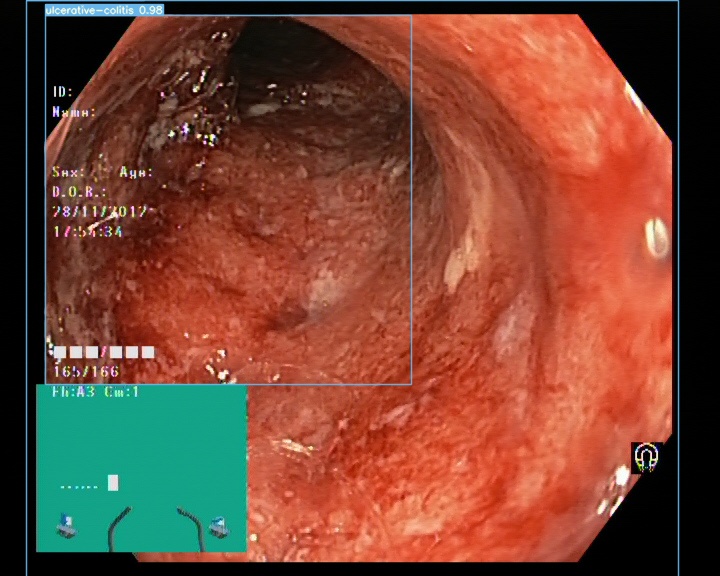 ulcerative-colitis 0.98
ID:
Name:
Sex: Age:
D.O.B.:
28/11/2012
17:54:34
165/166
Eh:A3 Cm:1